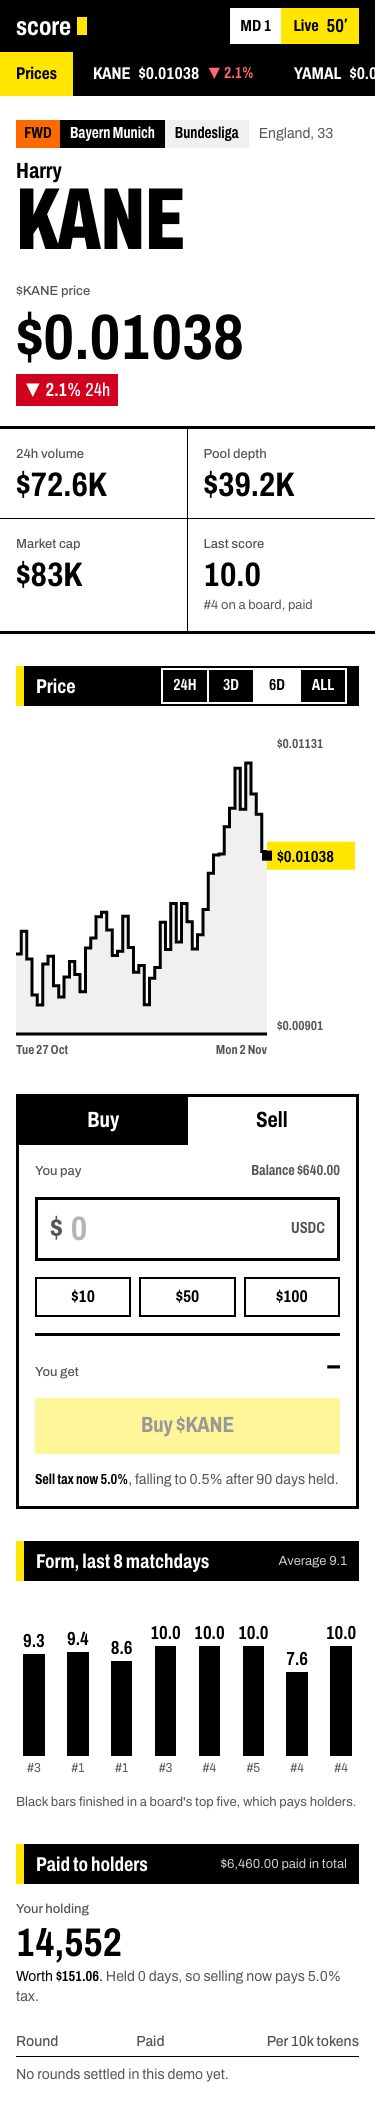 score
MD 1 Live 50′
Prices KANE $0.01038 ▼ 2.1% YAMAL $0.0
FWD Bayern Munich Bundesliga England, 33
Harry
KANE
$KANE price
$0.01038
▼ 2.1% 24h
24h volume Pool depth
$72.6K $39.2K
Market cap Last score
$83K 10.0
#4 on a board, paid
Price 24H 3D 6D ALL
$0.01131
$0.01038
$0.00901
Tue 27 Oct Mon 2 Nov
Buy Sell
You pay Balance $640.00
$ 0 USDC
$10 $50 $100
You get –
Buy $KANE
Sell tax now 5.0%, falling to 0.5% after 90 days held.
Form, last 8 matchdays Average 9.1
9.3 9.4 8.6 10.0 10.0 10.0 7.6 10.0
#3 #1 #1 #3 #4 #5 #4 #4
Black bars finished in a board's top five, which pays holders.
Paid to holders $6,460.00 paid in total
Your holding
14,552
Worth $151.06. Held 0 days, so selling now pays 5.0%
tax.
Round Paid Per 10k tokens
No rounds settled in this demo yet.